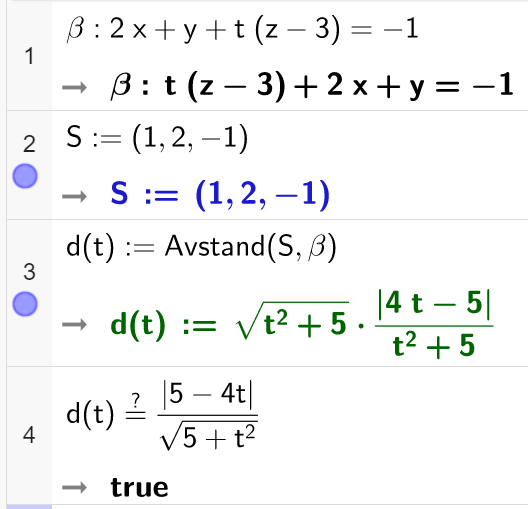 1
β : 2 x + y + t (z − 3) = −1
→ β : t (z − 3) + 2 x + y = −1
2
S := (1, 2, −1)
→ S := (1, 2, −1)
3
d(t) := Avstand(S, β)
→ d(t) := √(t² + 5) · |4 t − 5| / (t² + 5)
4
d(t) ≟ |5 − 4t| / √(5 + t²)
→ true